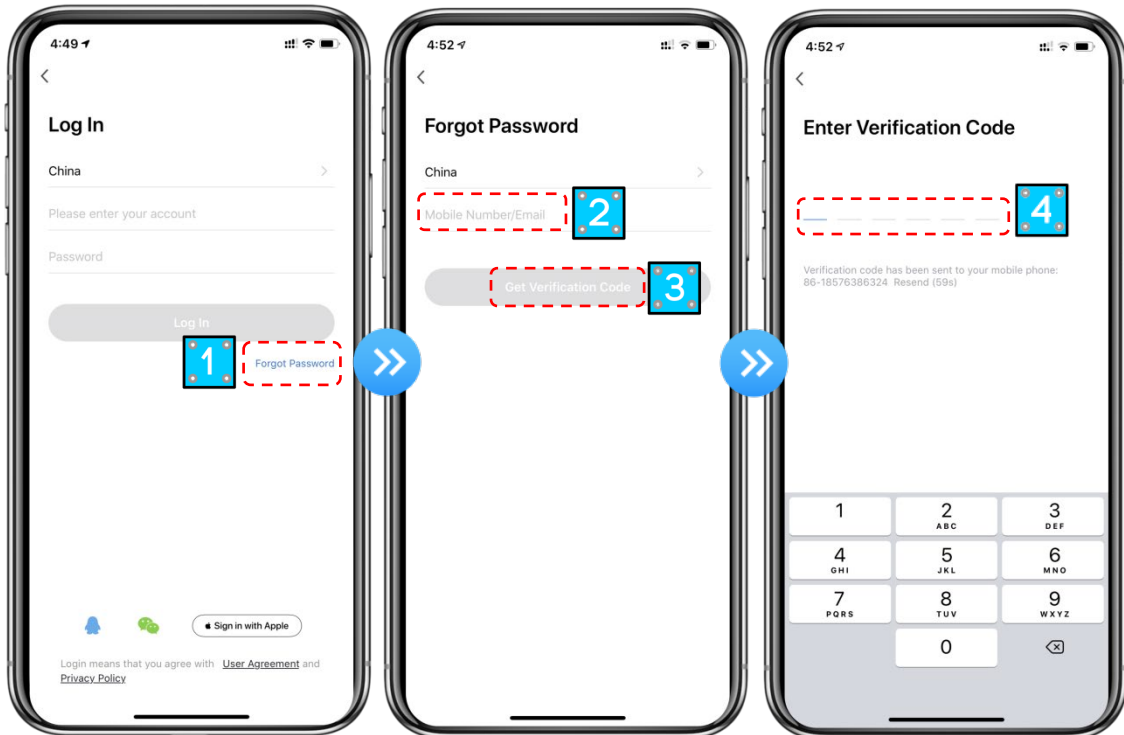 4:49
Log In
China
Please enter your account
Password
Log In
1
Forgot Password
Sign in with Apple
Login means that you agree with User Agreement and
Privacy Policy
4:52
Forgot Password
China
Mobile Number/Email
2
Get Verification Code
3
4:52
Enter Verification Code
4
Verification code has been sent to your mobile phone:
86-18576386324 Resend (59s)
1
2
ABC
3
DEF
4
GHI
5
JKL
6
MNO
7
PQRS
8
TUV
9
WXYZ
0